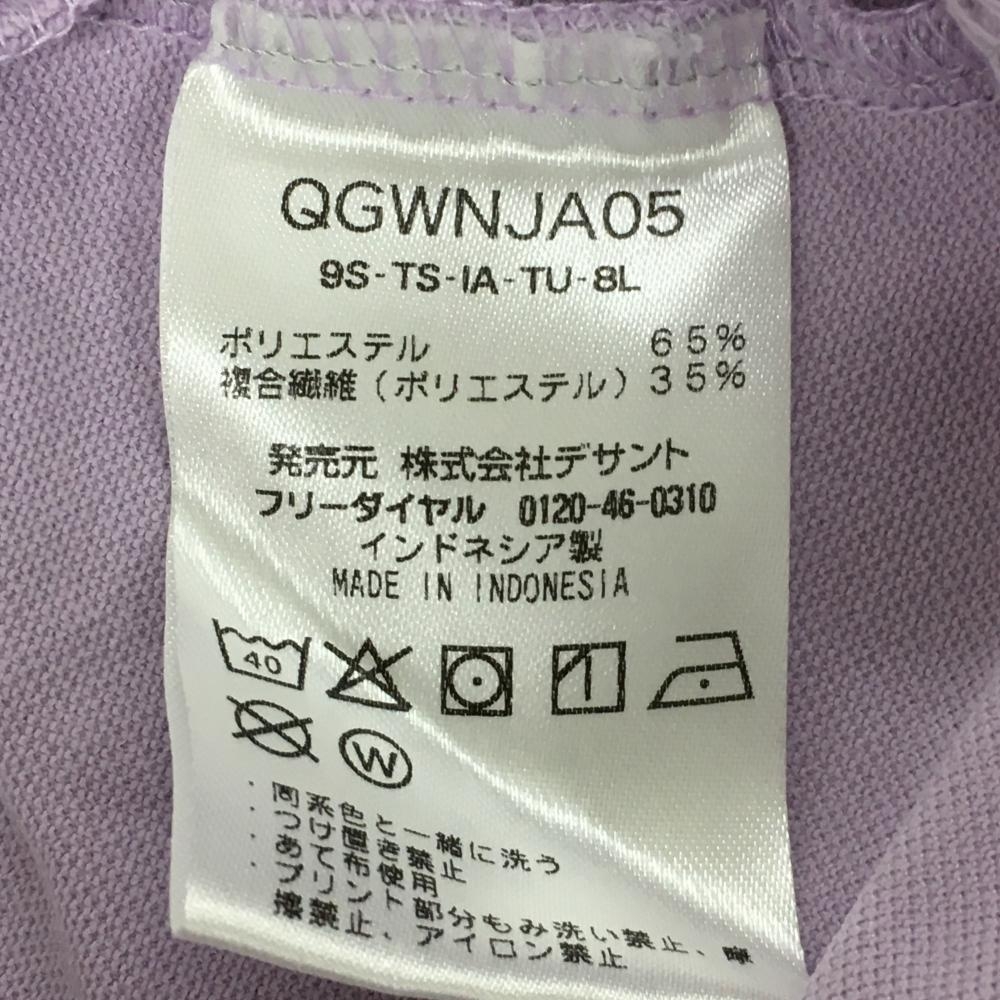 QGWNJA05
9S-TS-IA-TU-8L
ポリエステル 65%
複合繊維(ポリエステル)35%
発売元 株式会社デサント
フリーダイヤル 0120-46-0310
インドネシア製
MADE IN INDONESIA
40
W
・同系色と一緒に洗う
・つけ置き禁止
・あて布使用
・プリント部分もみ洗い禁止、摩
擦禁止、アイロン禁止